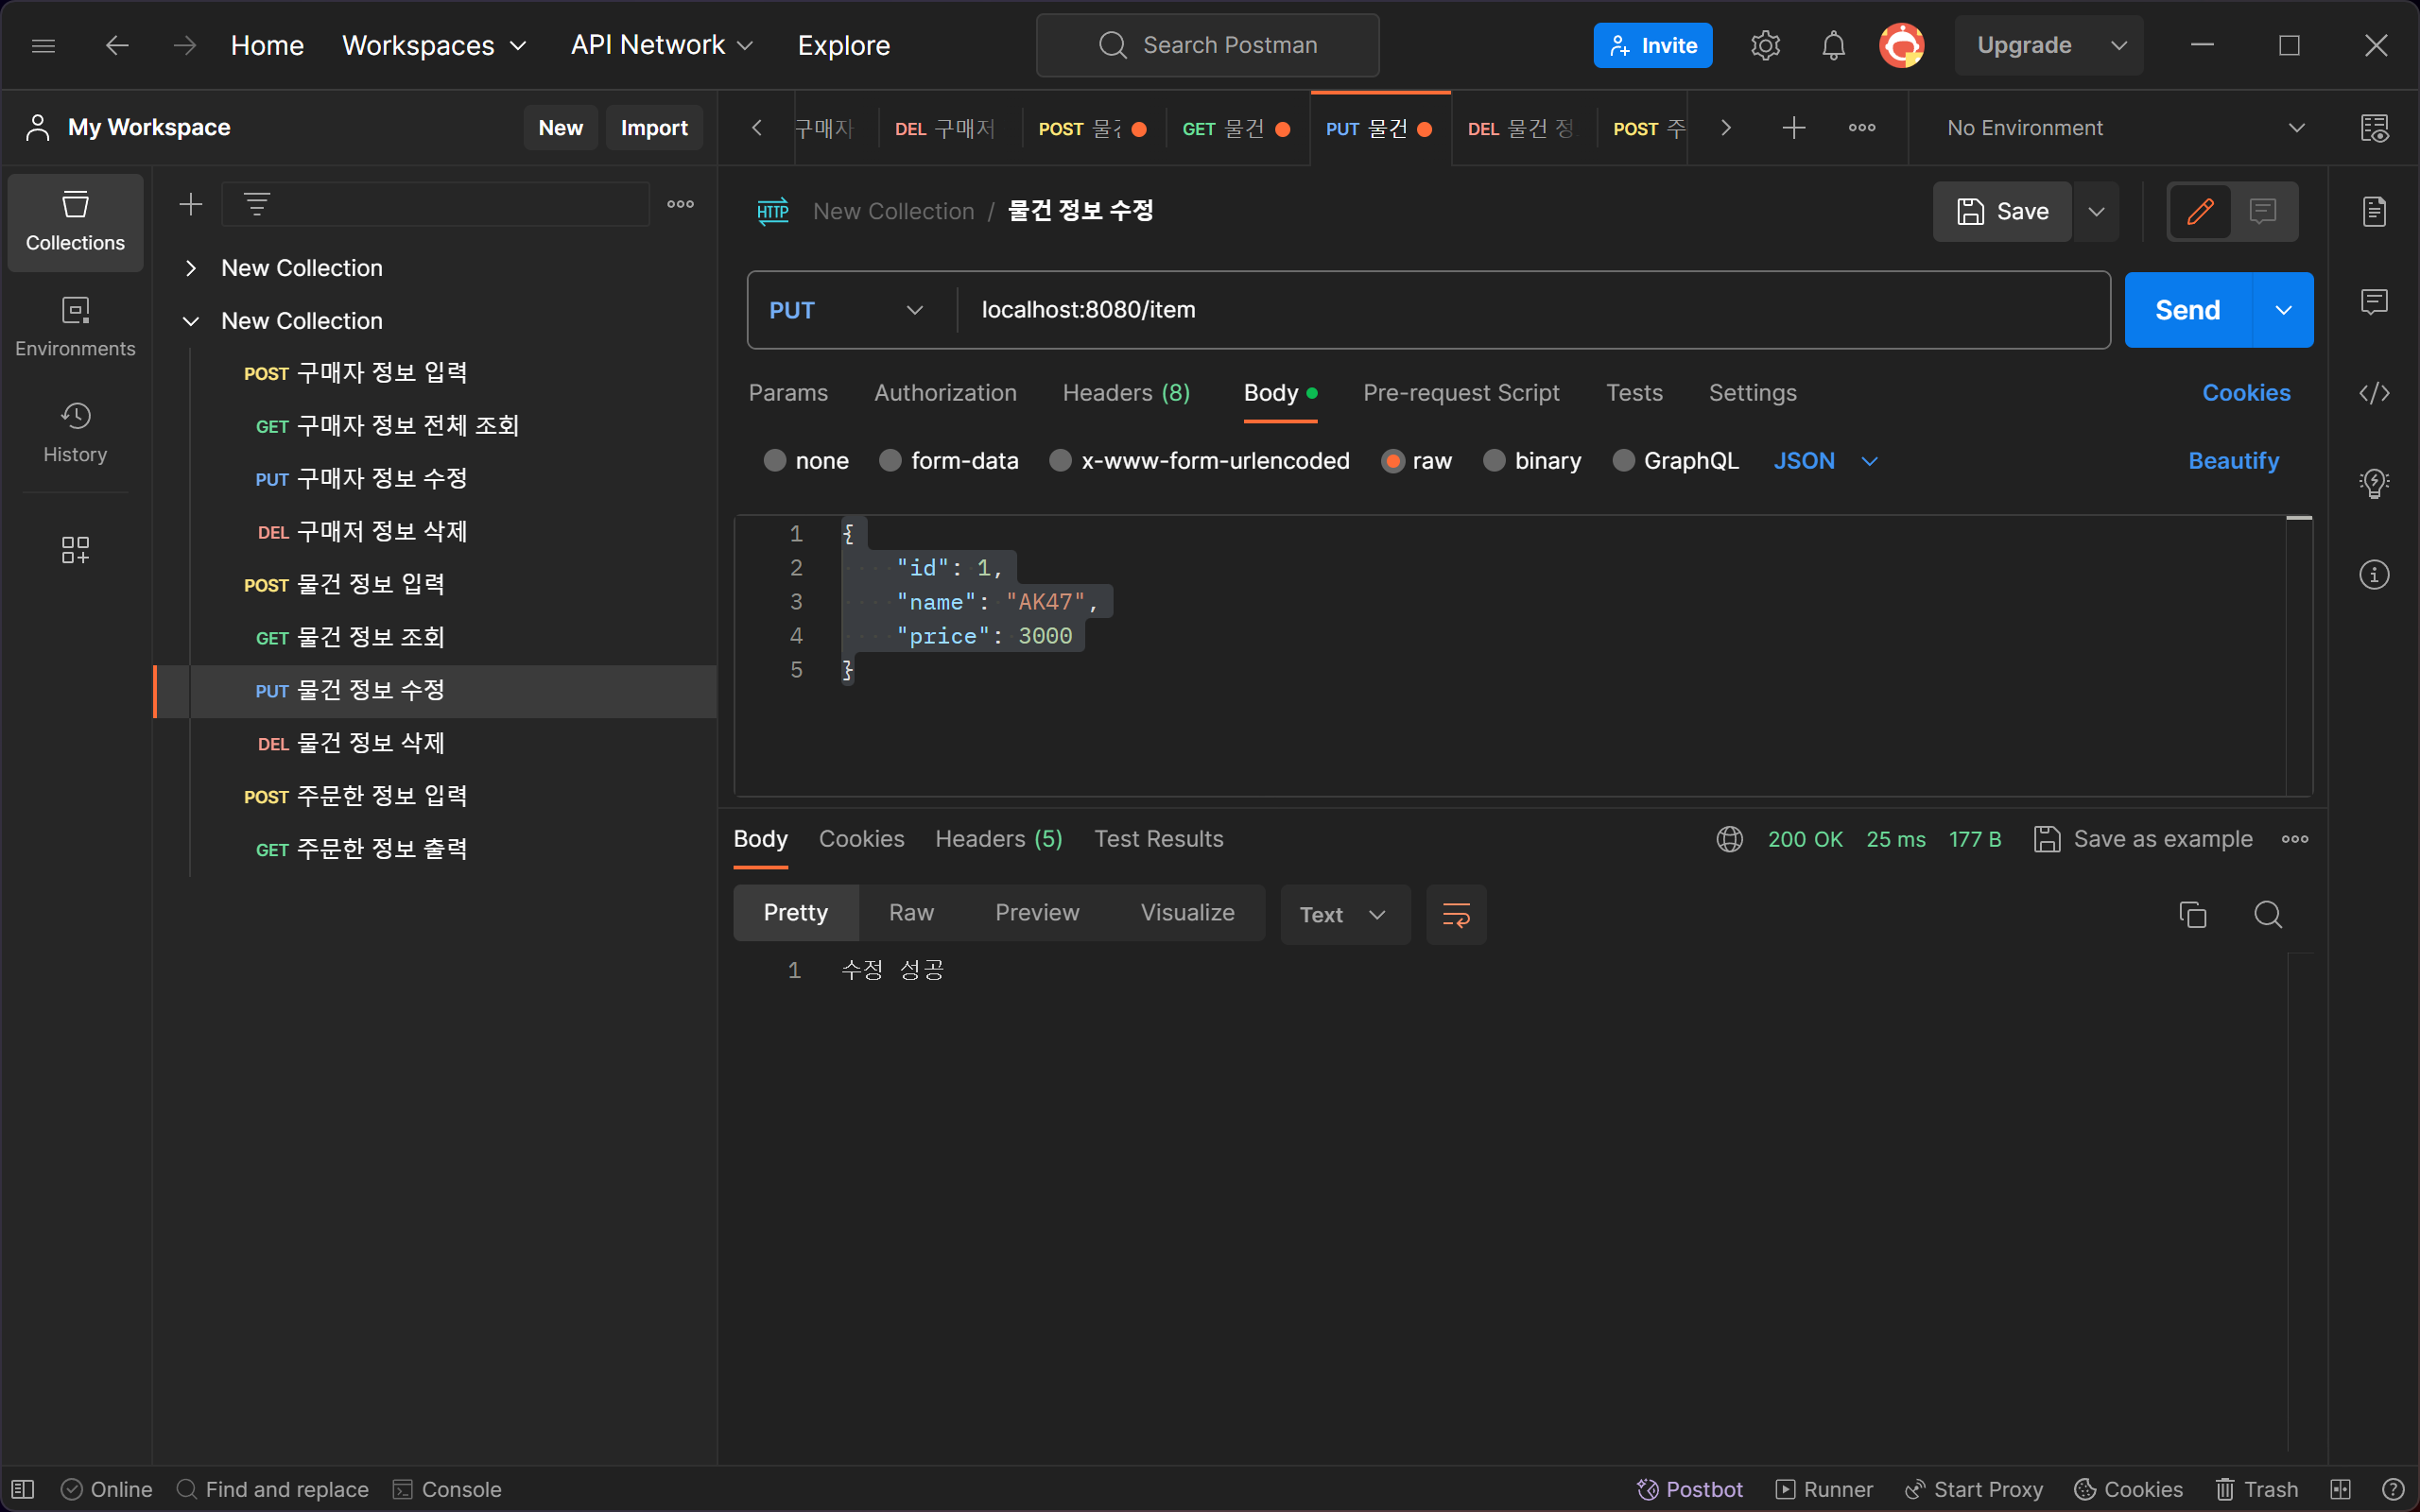 Home Workspaces API Network Explore Search Postman Invite Upgrade
My Workspace New Import 구매자 DEL 구매저 POST GET 물건 PUT 물건 DEL 물건 정 POST 주 No Environment
Collections
Environments
History
New Collection
New Collection
POST 구매자 정보 입력
GET 구매자 정보 전체 조회
PUT 구매자 정보 수정
DEL 구매저 정보 삭제
POST 물건 정보 입력
GET 물건 정보 조회
PUT 물건 정보 수정
DEL 물건 정보 삭제
POST 주문한 정보 입력
GET 주문한 정보 출력
HTTP New Collection / 물건 정보 수정 Save
PUT localhost:8080/item Send
Params Authorization Headers (8) Body Pre-request Script Tests Settings Cookies
none form-data x-www-form-urlencoded raw binary GraphQL JSON Beautify
1 {
2 "id": 1,
3 "name": "AK47",
4 "price": 3000
5 }
Body Cookies Headers (5) Test Results 200 OK 25 ms 177 B Save as example
Pretty Raw Preview Visualize Text
1 수정 성공
Online Find and replace Console Postbot Runner Start Proxy Cookies Trash